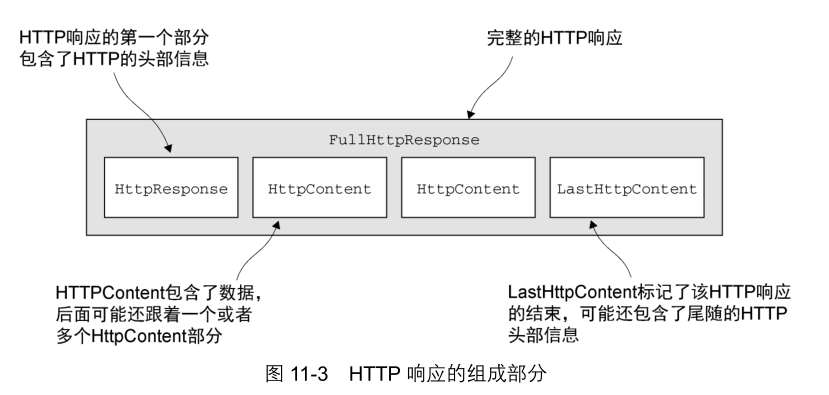 HTTP响应的第一个部分
包含了HTTP的头部信息
完整的HTTP响应
FullHttpResponse
HttpResponse
HttpContent
HttpContent
LastHttpContent
HTTPContent包含了数据，
后面可能还跟着一个或者
多个HttpContent部分
LastHttpContent标记了该HTTP响应
的结束，可能还包含了尾随的HTTP
头部信息
图 11-3 HTTP 响应的组成部分